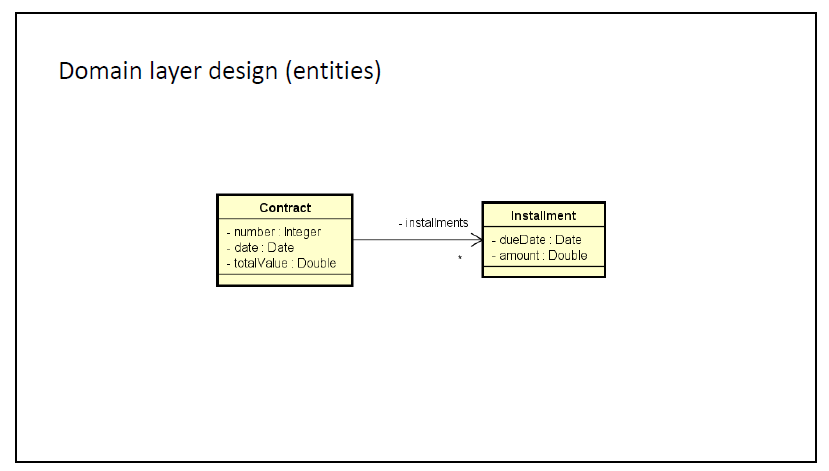 Domain layer design (entities)
Contract
- number : Integer
- date : Date
- totalValue : Double
- installments
*
Installment
- dueDate : Date
- amount : Double